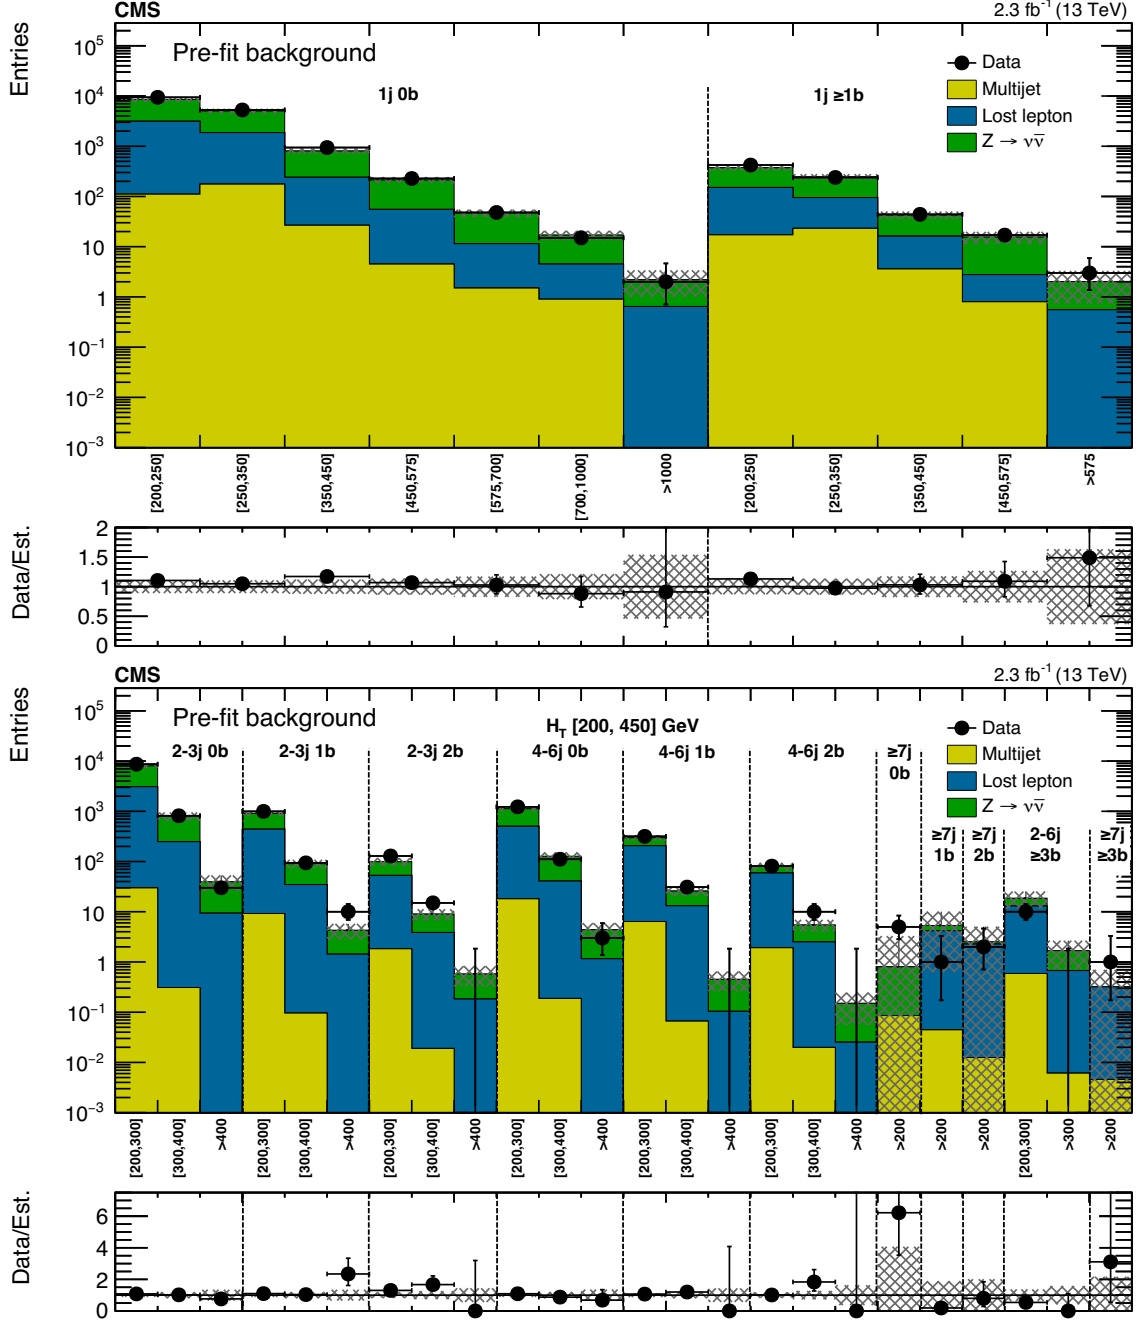 CMS 2.3 fb⁻¹ (13 TeV)
Entries
Pre-fit background
1j 0b
1j ≥1b
Data
Multijet
Lost lepton
Z → νν̅
10⁵
10⁴
10³
10²
10
1
10⁻¹
10⁻²
10⁻³
[200,250] [250,350] [350,450] [450,575] [575,700] [700,1000] >1000 [200,250] [250,350] [350,450] [450,575] >575
Data/Est.
2
1.5
1
0.5
0
CMS 2.3 fb⁻¹ (13 TeV)
Entries
Pre-fit background
H_T [200, 450] GeV
2-3j 0b 2-3j 1b 2-3j 2b 4-6j 0b 4-6j 1b 4-6j 2b
≥7j
0b
≥7j
1b
≥7j
2b
2-6j
≥3b
≥7j
≥3b
Data
Multijet
Lost lepton
Z → νν̅
10⁵
10⁴
10³
10²
10
1
10⁻¹
10⁻²
10⁻³
[200,300] [300,400] >400 [200,300] [300,400] >400 [200,300] [300,400] >400 [200,300] [300,400] >400 [200,300] [300,400] >400 [200,300] [300,400] >400 >200 >200 >200 [200,300] >300 >200
Data/Est.
6
4
2
0